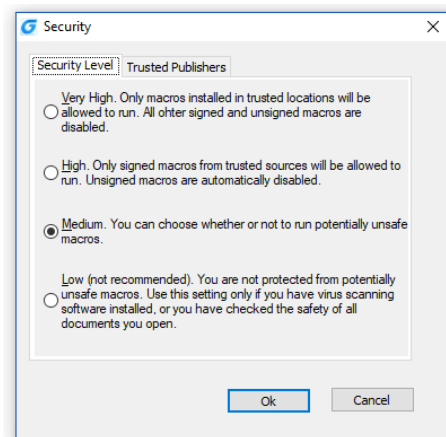 Security
Security Level
Trusted Publishers
Very High. Only macros installed in trusted locations will be
allowed to run. All ohter signed and unsigned macros are
disabled.
High. Only signed macros from trusted sources will be allowed to
run. Unsigned macros are automatically disabled.
Medium. You can choose whether or not to run potentially unsafe
macros.
Low (not recommended). You are not protected from potentially
unsafe macros. Use this setting only if you have virus scanning
software installed, or you have checked the safety of all
documents you open.
Ok
Cancel